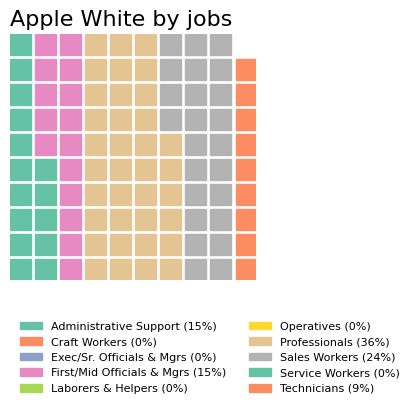 Apple White by jobs
Administrative Support (15%)
Craft Workers (0%)
Exec/Sr. Officials & Mgrs (0%)
First/Mid Officials & Mgrs (15%)
Laborers & Helpers (0%)
Operatives (0%)
Professionals (36%)
Sales Workers (24%)
Service Workers (0%)
Technicians (9%)